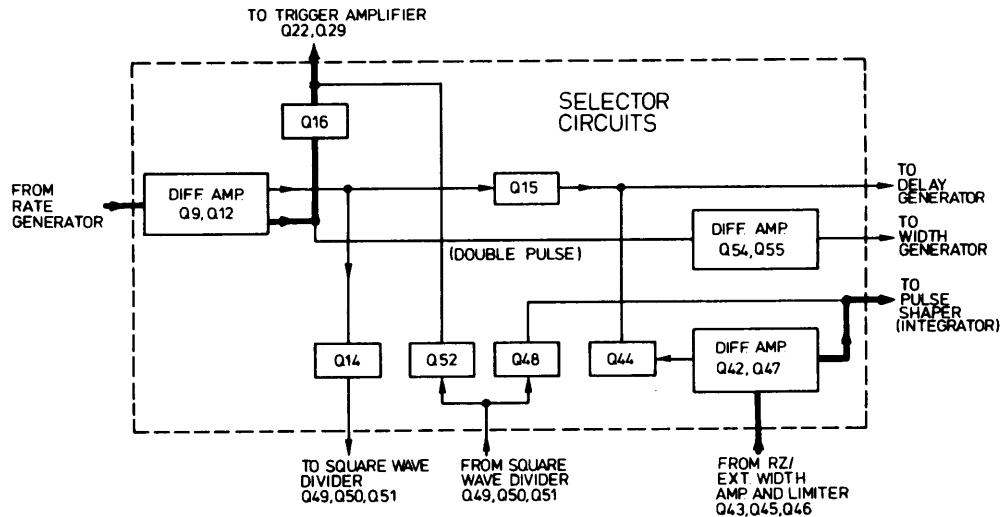 TO TRIGGER AMPLIFIER
Q22,Q29
SELECTOR
CIRCUITS
Q16
FROM
RATE
GENERATOR
DIFF. AMP.
Q9,Q12
Q15
TO
DELAY
GENERATOR
(DOUBLE PULSE)
DIFF. AMP.
Q54,Q55
TO
WIDTH
GENERATOR
TO
PULSE
SHAPER
(INTEGRATOR)
Q14
Q52
Q48
Q44
DIFF. AMP.
Q42,Q47
TO SQUARE WAVE
DIVIDER
Q49,Q50,Q51
FROM SQUARE
WAVE DIVIDER
Q49,Q50,Q51
FROM RZ/
EXT. WIDTH
AMP. AND LIMITER
Q43,Q45,Q46